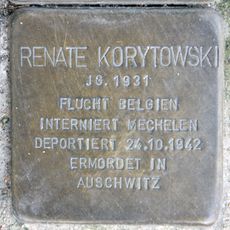 RENATE KORYTOWSKI
JG. 1931
FLUCHT BELGIEN
INTERNIERT MECHELEN
DEPORTIERT 24.10.1942
ERMORDET IN
AUSCHWITZ